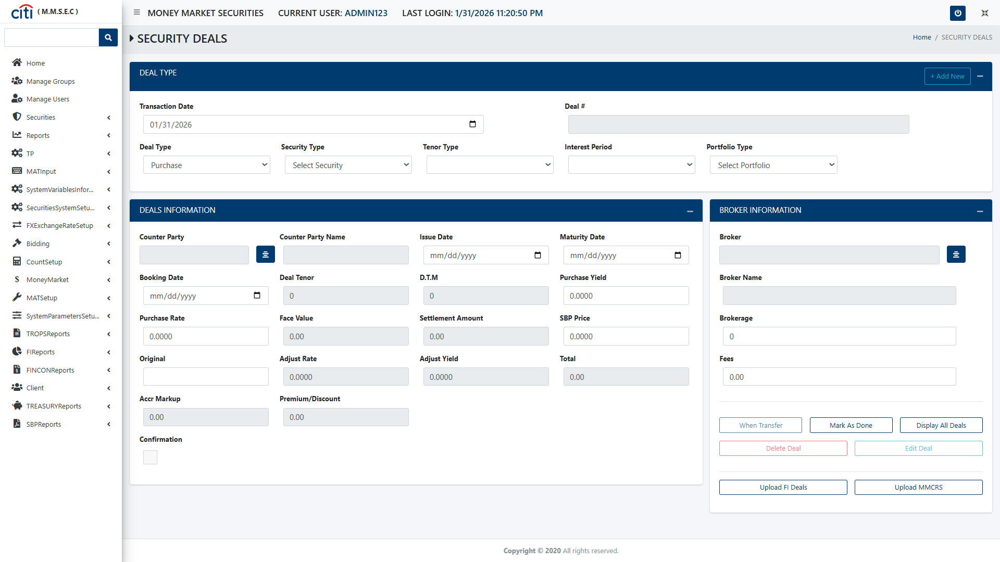 citi ( M.M.S.E.C )
MONEY MARKET SECURITIES CURRENT USER: ADMIN123 LAST LOGIN: 1/31/2026 11:20:50 PM
SECURITY DEALS
Home / SECURITY DEALS
Home
Manage Groups
Manage Users
Securities
Reports
TP
MATInput
SystemVariablesInfor...
SecuritiesSystemSetu...
FXExchangeRateSetup
Bidding
CountSetup
MoneyMarket
MATSetup
SystemParametersSetu...
TROPSReports
FIReports
FINCONReports
Client
TREASURYReports
SBPReports
DEAL TYPE
+ Add New
Transaction Date Deal #
01/31/2026
Deal Type Security Type Tenor Type Interest Period Portfolio Type
Purchase Select Security Select Portfolio
DEALS INFORMATION
Counter Party Counter Party Name Issue Date Maturity Date
mm/dd/yyyy mm/dd/yyyy
Booking Date Deal Tenor D.T.M Purchase Yield
mm/dd/yyyy 0 0 0.0000
Purchase Rate Face Value Settlement Amount SBP Price
0.0000 0.00 0.00 0.0000
Original Adjust Rate Adjust Yield Total
0.0000 0.0000 0.00
Accr Markup Premium/Discount
0.00 0.00
Confirmation
BROKER INFORMATION
Broker
Broker Name
Brokerage
0
Fees
0.00
When Transfer Mark As Done Display All Deals
Delete Deal Edit Deal
Upload FI Deals Upload MMCRS
Copyright © 2020 All rights reserved.